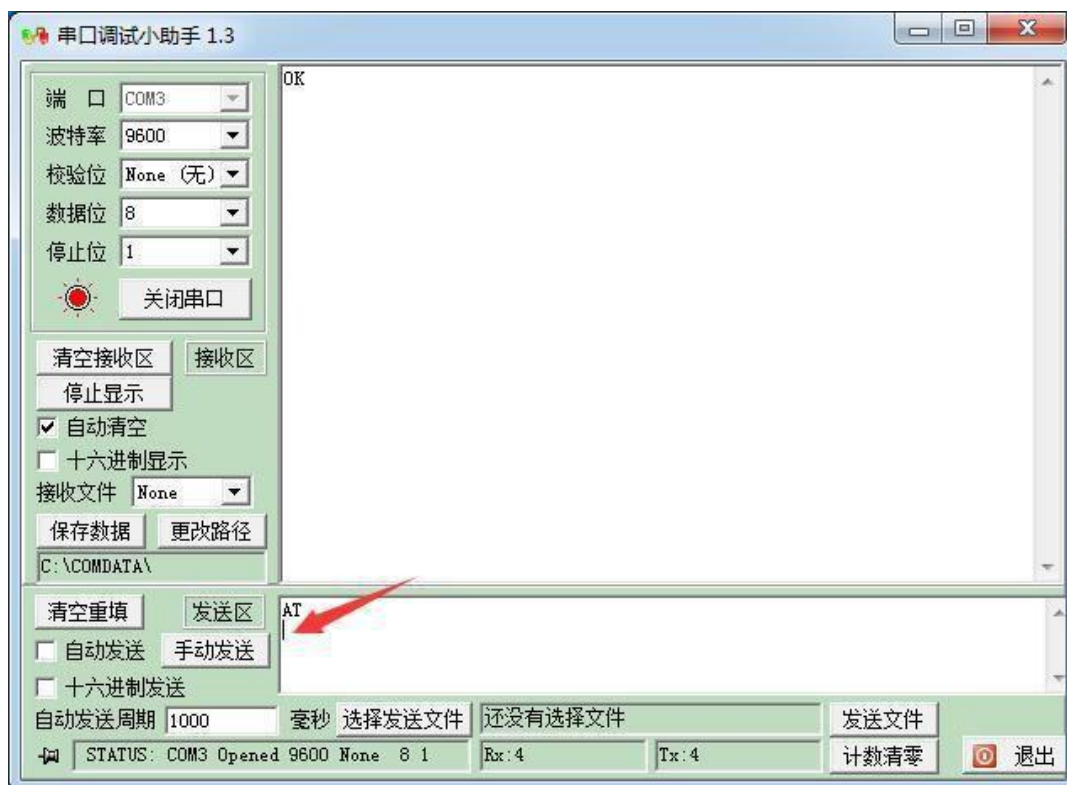 串口调试小助手 1.3
端 口 COM3
波特率 9600
校验位 None (无)
数据位 8
停止位 1
关闭串口
清空接收区 接收区
停止显示
自动清空
十六进制显示
接收文件 None
保存数据 更改路径
C:\COMDATA\
OK
清空重填 发送区
自动发送 手动发送
十六进制发送
AT
自动发送周期 1000 毫秒 选择发送文件 还没有选择文件 发送文件
STATUS: COM3 Opened 9600 None 8 1 Rx:4 Tx:4 计数清零 退出